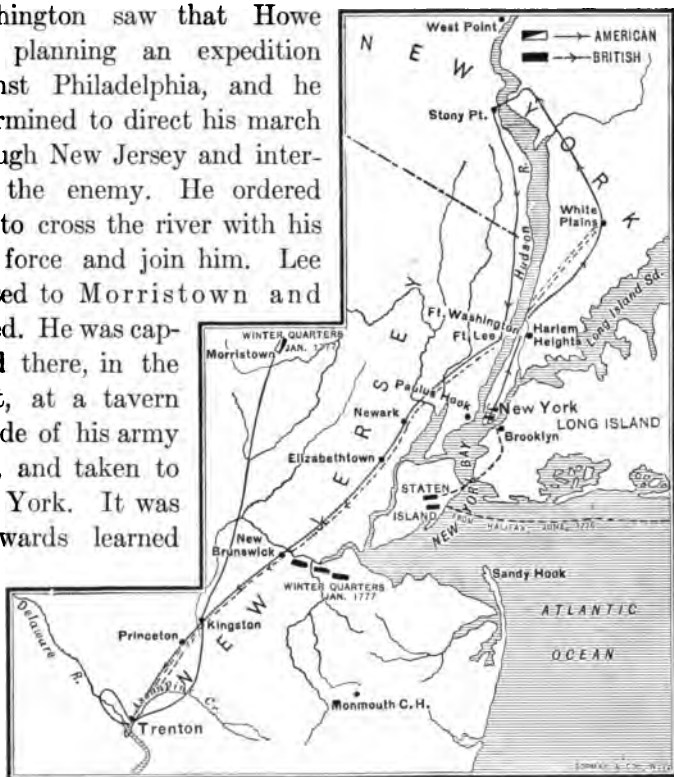 hington saw that Howe
planning an expedition
nst Philadelphia, and he
rmined to direct his march
ugh New Jersey and inter-
the enemy. He ordered
to cross the river with his
force and join him. Lee
sed to Morristown and
ed. He was cap-
d there, in the
t, at a tavern
de of his army
, and taken to
York. It was
wards learned
West Point
AMERICAN
BRITISH
NEW YORK
Stony Pt.
Hudson R.
White Plains
Long Island Sd.
Ft. Washington
Ft. Lee
Harlem
Heights
WINTER QUARTERS
JAN. 1777
Morristown
Paulus Hook
New York
LONG ISLAND
Brooklyn
Newark
Elizabethtown
STATEN
ISLAND
NEW YORK BAY
FROM HALIFAX, JUNE, 1776
NEW JERSEY
New
Brunswick
WINTER QUARTERS
JAN. 1777
Sandy Hook
ATLANTIC
OCEAN
Delaware
R.
Princeton
Kingston
Assunpink Cr.
Trenton
Monmouth C.H.